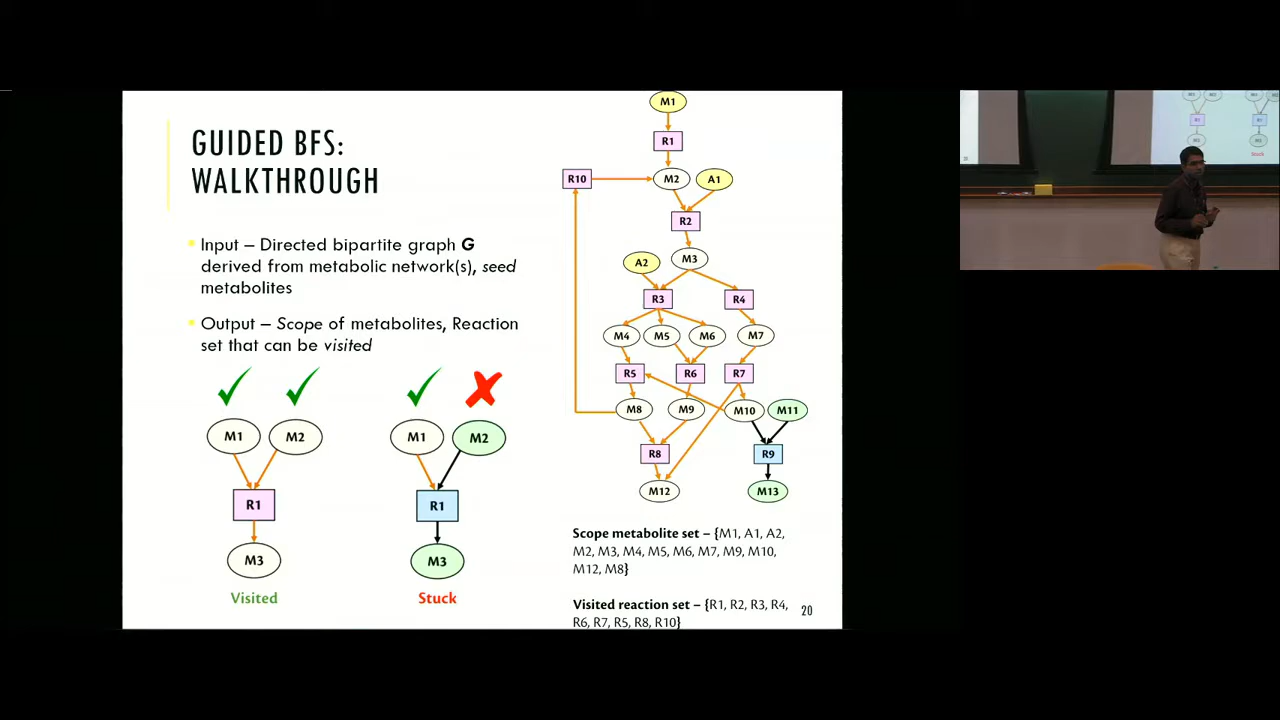 GUIDED BFS:
WALKTHROUGH
Input – Directed bipartite graph G
derived from metabolic network(s), seed
metabolites
Output – Scope of metabolites, Reaction
set that can be visited
M1 M2
R1
M3
Visited
M1 M2
R1
M3
Stuck
M1
R1
R10 M2 A1
R2
A2 M3
R3 R4
M4 M5 M6 M7
R5 R6 R7
M8 M9 M10 M11
R8 R9
M12 M13
Scope metabolite set – {M1, A1, A2,
M2, M3, M4, M5, M6, M7, M9, M10,
M12, M8}
Visited reaction set – {R1, R2, R3, R4,
R6, R7, R5, R8, R10}
20
Stuck